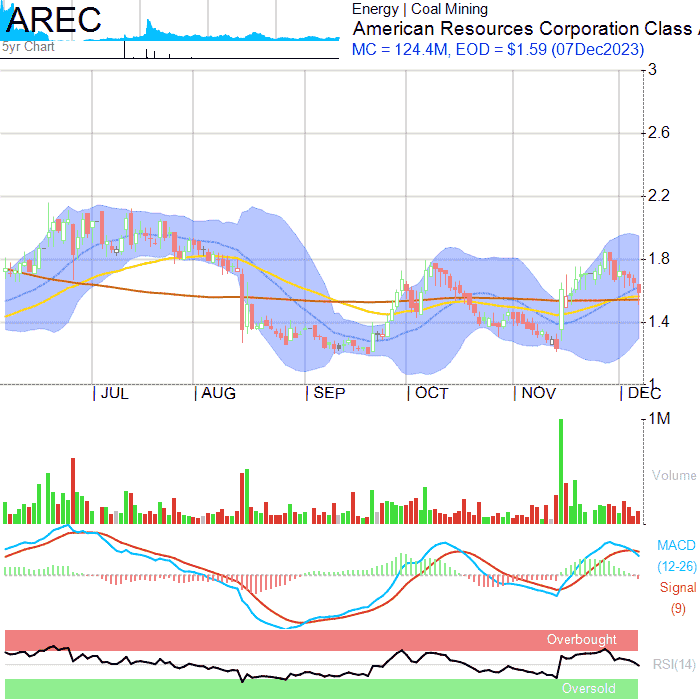 AREC
5yr Chart
Energy | Coal Mining
American Resources Corporation Class
MC = 124.4M, EOD = $1.59 (07Dec2023)
3
2.6
2.2
1.8
1.4
1
JUL AUG SEP OCT NOV DEC
1M
Volume
MACD
(12-26)
Signal
(9)
Overbought
RSI(14)
Oversold